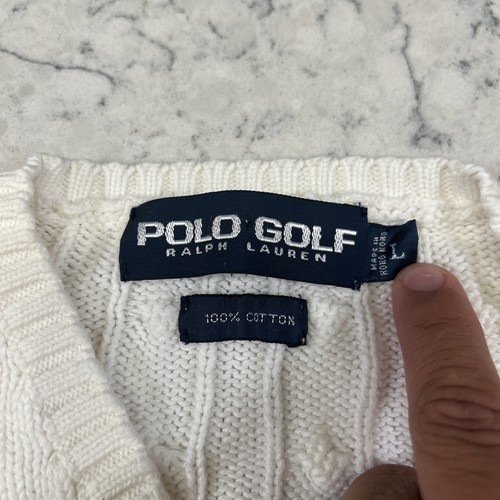 POLO GOLF
RALPH LAUREN
MADE IN
HONG KONG
L
100% COTTON